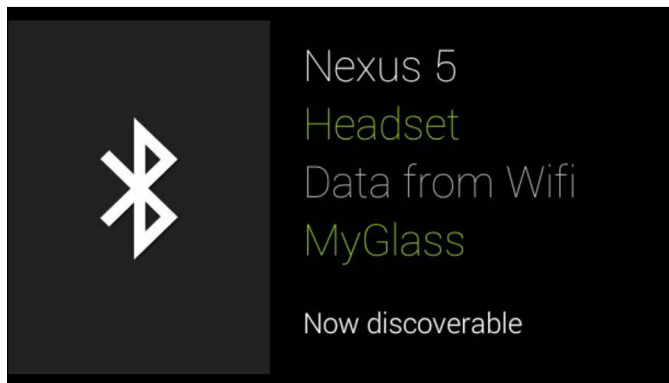 Nexus 5
Headset
Data from Wifi
MyGlass
Now discoverable